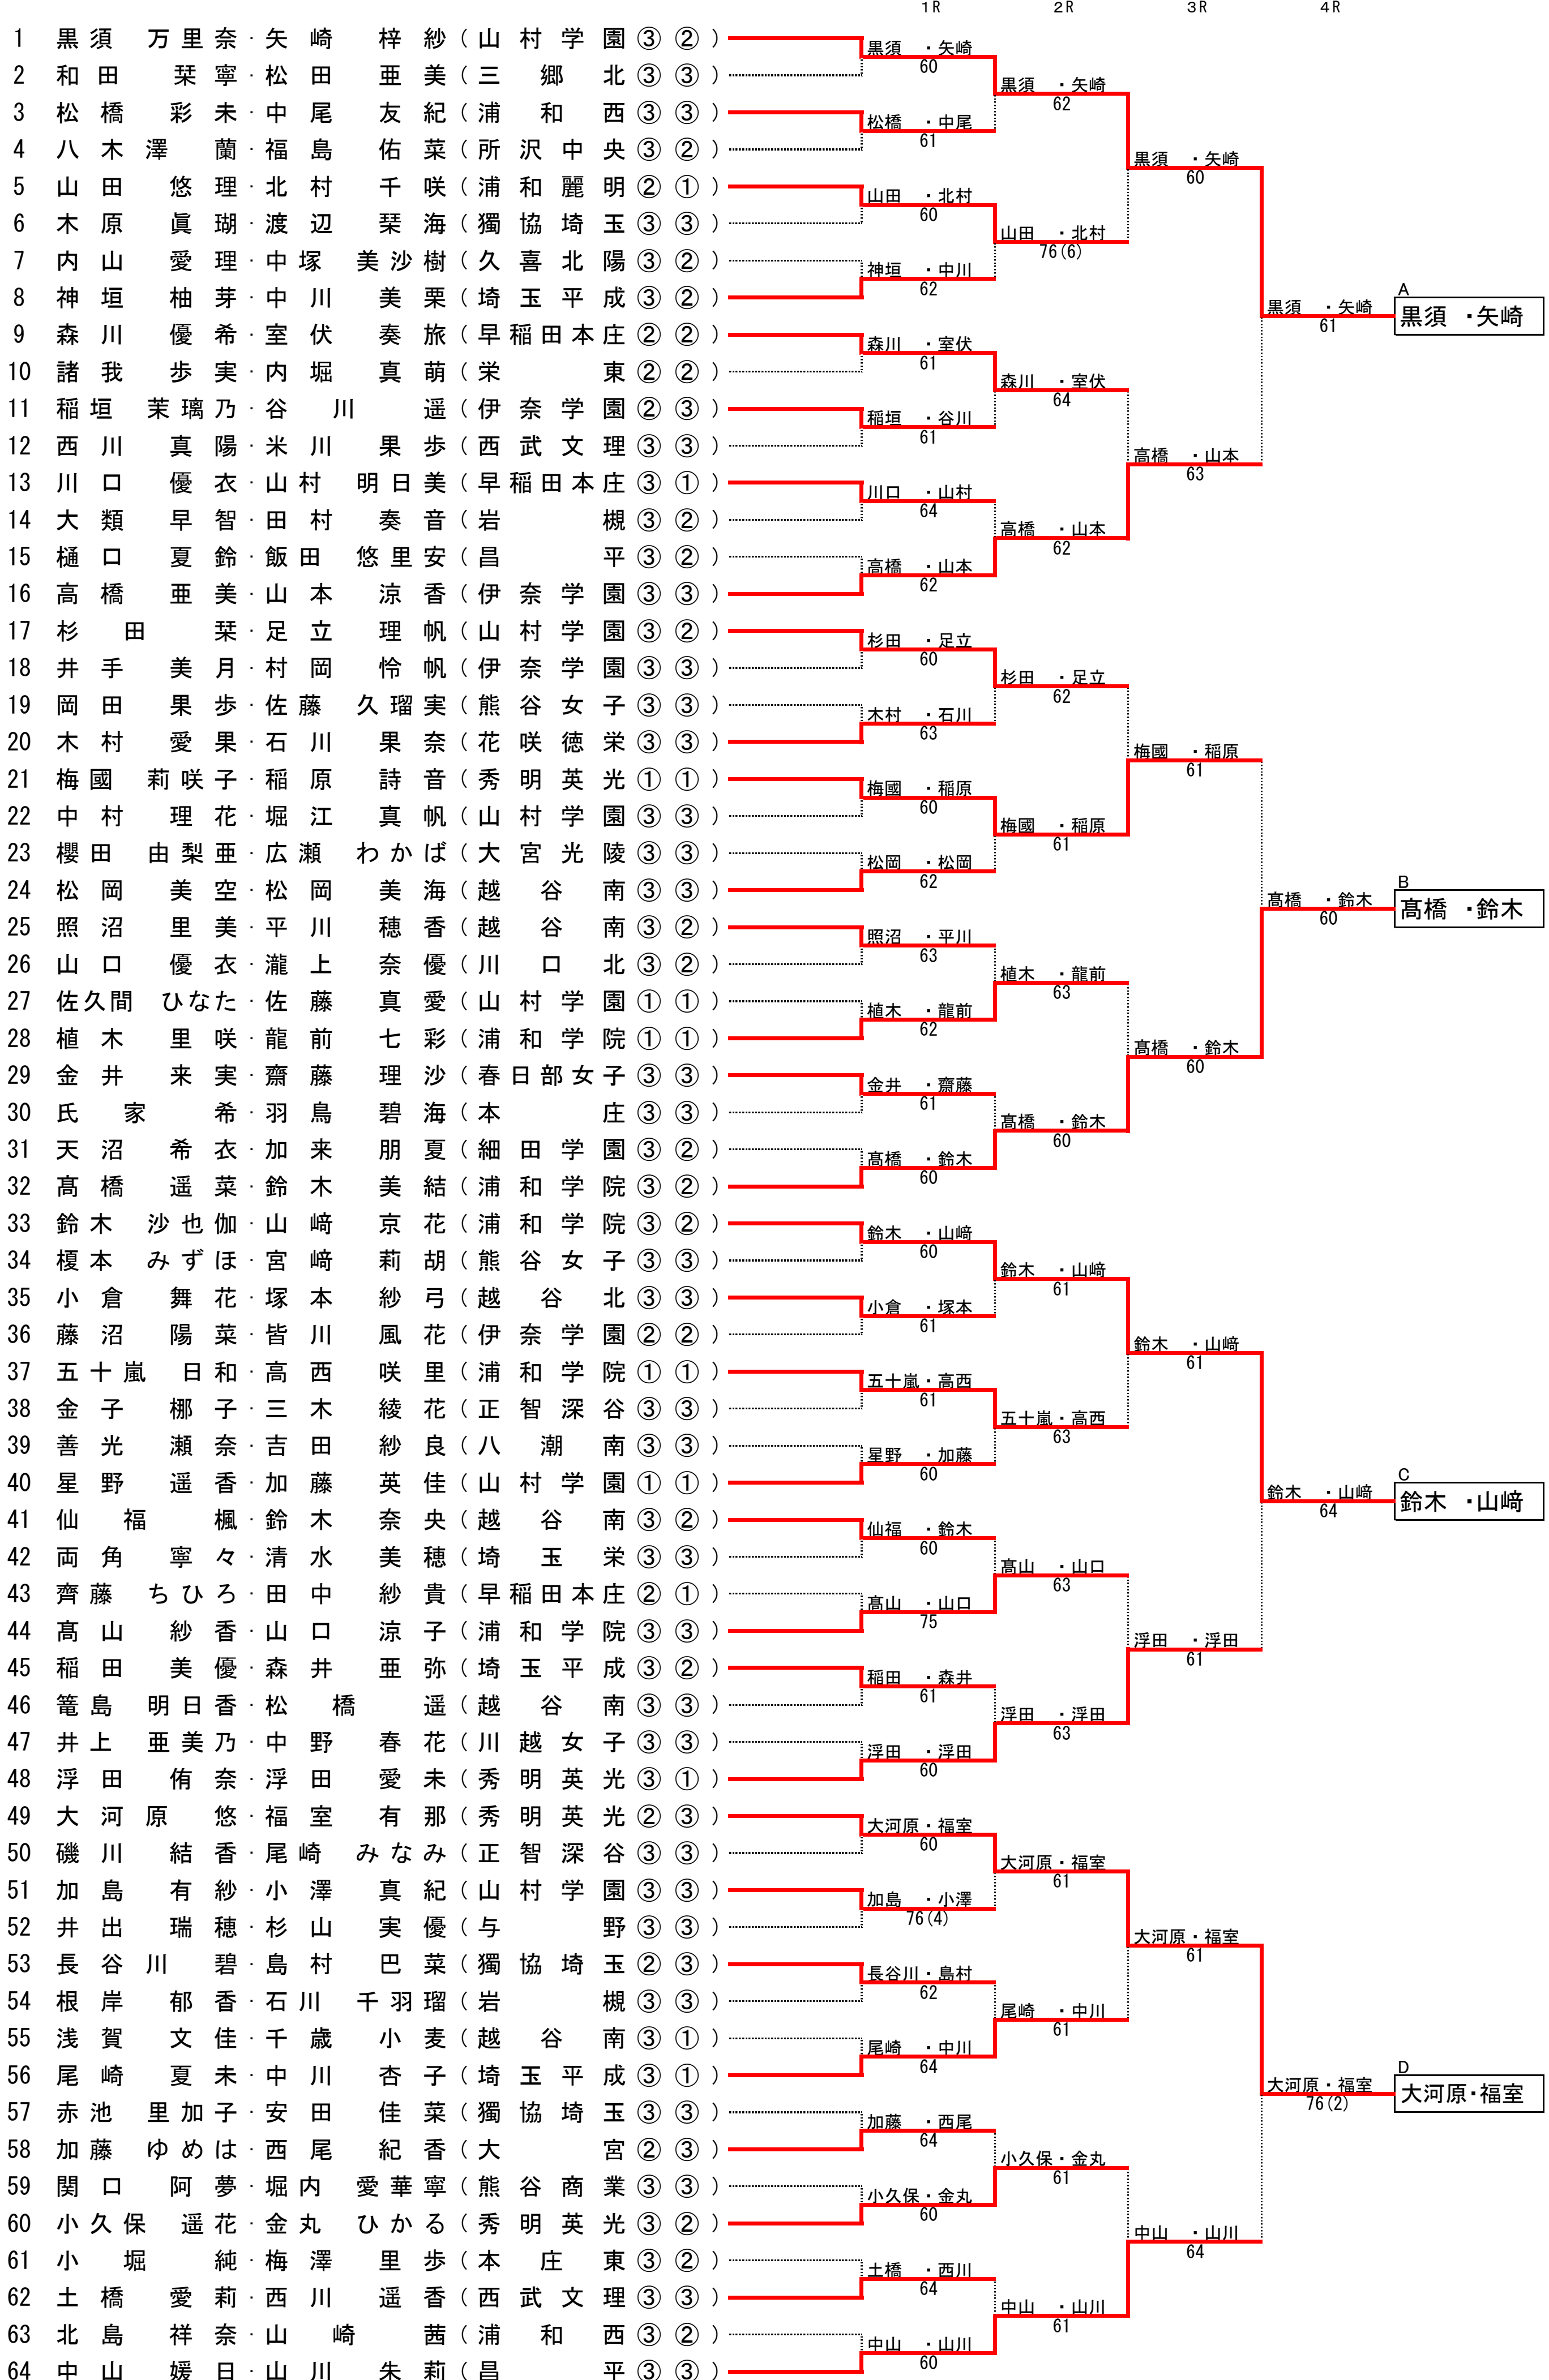 1R 2R 3R 4R
1 黒須 万里奈・矢崎 梓紗(山村学園③②)
2 和田 栞寧・松田 亜美(三郷北③③)
3 松橋 彩未・中尾 友紀(浦和西③③)
4 八木澤 蘭・福島 佑菜(所沢中央③②)
5 山田 悠理・北村 千咲(浦和麗明②①)
6 木原 眞瑚・渡辺 琹海(獨協埼玉③③)
7 内山 愛理・中塚 美沙樹(久喜北陽③②)
8 神垣 柚芽・中川 美栗(埼玉平成③②)
9 森川 優希・室伏 奏旅(早稲田本庄②②)
10 諸我 歩実・内堀 真萌(栄東②②)
11 稲垣 茉璃乃・谷川 遥(伊奈学園②③)
12 西川 真陽・米川 果歩(西武文理③③)
13 川口 優衣・山村 明日美(早稲田本庄③①)
14 大類 早智・田村 奏音(岩槻③②)
15 樋口 夏鈴・飯田 悠里安(昌平③②)
16 高橋 亜美・山本 涼香(伊奈学園③③)
17 杉田 栞・足立 理帆(山村学園③②)
18 井手 美月・村岡 怜帆(伊奈学園③③)
19 岡田 果歩・佐藤 久瑠実(熊谷女子③③)
20 木村 愛果・石川 果奈(花咲徳栄③③)
21 梅國 莉咲子・稲原 詩音(秀明英光①①)
22 中村 理花・堀江 真帆(山村学園③③)
23 櫻田 由梨亜・広瀬 わかば(大宮光陵③③)
24 松岡 美空・松岡 美海(越谷南③③)
25 照沼 里美・平川 穂香(越谷南③②)
26 山口 優衣・瀧上 奈優(川口北③②)
27 佐久間 ひなた・佐藤 真愛(山村学園①①)
28 植木 里咲・龍前 七彩(浦和学院①①)
29 金井 来実・齋藤 理沙(春日部女子③③)
30 氏家 希・羽鳥 碧海(本庄③③)
31 天沼 希衣・加来 朋夏(細田学園③②)
32 髙橋 遥菜・鈴木 美結(浦和学院③②)
33 鈴木 沙也伽・山﨑 京花(浦和学院③②)
34 榎本 みずほ・宮﨑 莉胡(熊谷女子③③)
35 小倉 舞花・塚本 紗弓(越谷北③③)
36 藤沼 陽菜・皆川 風花(伊奈学園②②)
37 五十嵐 日和・高西 咲里(浦和学院①①)
38 金子 梛子・三木 綾花(正智深谷③③)
39 善光 瀬奈・吉田 紗良(八潮南③③)
40 星野 遥香・加藤 英佳(山村学園①①)
41 仙福 楓・鈴木 奈央(越谷南③②)
42 両角 寧々・清水 美穂(埼玉栄③③)
43 齊藤 ちひろ・田中 紗貴(早稲田本庄②①)
44 髙山 紗香・山口 涼子(浦和学院③③)
45 稲田 美優・森井 亜弥(埼玉平成③②)
46 篭島 明日香・松橋 遥(越谷南③③)
47 井上 亜美乃・中野 春花(川越女子③③)
48 浮田 侑奈・浮田 愛未(秀明英光③①)
49 大河原 悠・福室 有那(秀明英光②③)
50 磯川 結香・尾崎 みなみ(正智深谷③③)
51 加島 有紗・小澤 真紀(山村学園③③)
52 井出 瑞穂・杉山 実優(与野③③)
53 長谷川 碧・島村 巴菜(獨協埼玉②③)
54 根岸 郁香・石川 千羽瑠(岩槻③③)
55 浅賀 文佳・千歳 小麦(越谷南③①)
56 尾崎 夏未・中川 杏子(埼玉平成③①)
57 赤池 里加子・安田 佳菜(獨協埼玉③③)
58 加藤 ゆめは・西尾 紀香(大宮②③)
59 関口 阿夢・堀内 愛華寧(熊谷商業③③)
60 小久保 遥花・金丸 ひかる(秀明英光③②)
61 小堀 純・梅澤 里歩(本庄東③②)
62 土橋 愛莉・西川 遥香(西武文理③③)
63 北島 祥奈・山崎 茜(浦和西③②)
64 中山 媛日・山川 朱莉(昌平③③)
黒須 ・矢崎
60
松橋 ・中尾
61
山田 ・北村
60
神垣 ・中川
62
森川 ・室伏
61
稲垣 ・谷川
61
川口 ・山村
64
高橋 ・山本
62
杉田 ・足立
60
木村 ・石川
63
梅國 ・稲原
60
松岡 ・松岡
62
照沼 ・平川
63
植木 ・龍前
62
金井 ・齋藤
61
髙橋 ・鈴木
60
鈴木 ・山﨑
60
小倉 ・塚本
61
五十嵐・高西
61
星野 ・加藤
60
仙福 ・鈴木
60
髙山 ・山口
75
稲田 ・森井
61
浮田 ・浮田
60
大河原・福室
60
加島 ・小澤
76(4)
長谷川・島村
62
尾崎 ・中川
64
加藤 ・西尾
64
小久保・金丸
60
土橋 ・西川
64
中山 ・山川
60
黒須 ・矢崎
62
山田 ・北村
76(6)
森川 ・室伏
64
高橋 ・山本
62
杉田 ・足立
62
梅國 ・稲原
61
植木 ・龍前
63
髙橋 ・鈴木
60
鈴木 ・山﨑
61
五十嵐・高西
63
髙山 ・山口
63
浮田 ・浮田
63
大河原・福室
61
尾崎 ・中川
61
小久保・金丸
61
中山 ・山川
61
黒須 ・矢崎
60
高橋 ・山本
63
梅國 ・稲原
61
髙橋 ・鈴木
60
鈴木 ・山﨑
61
浮田 ・浮田
61
大河原・福室
61
中山 ・山川
64
黒須 ・矢崎
61
髙橋 ・鈴木
60
鈴木 ・山﨑
64
大河原・福室
76(2)
A
黒須 ・矢崎
B
髙橋 ・鈴木
C
鈴木 ・山﨑
D
大河原・福室